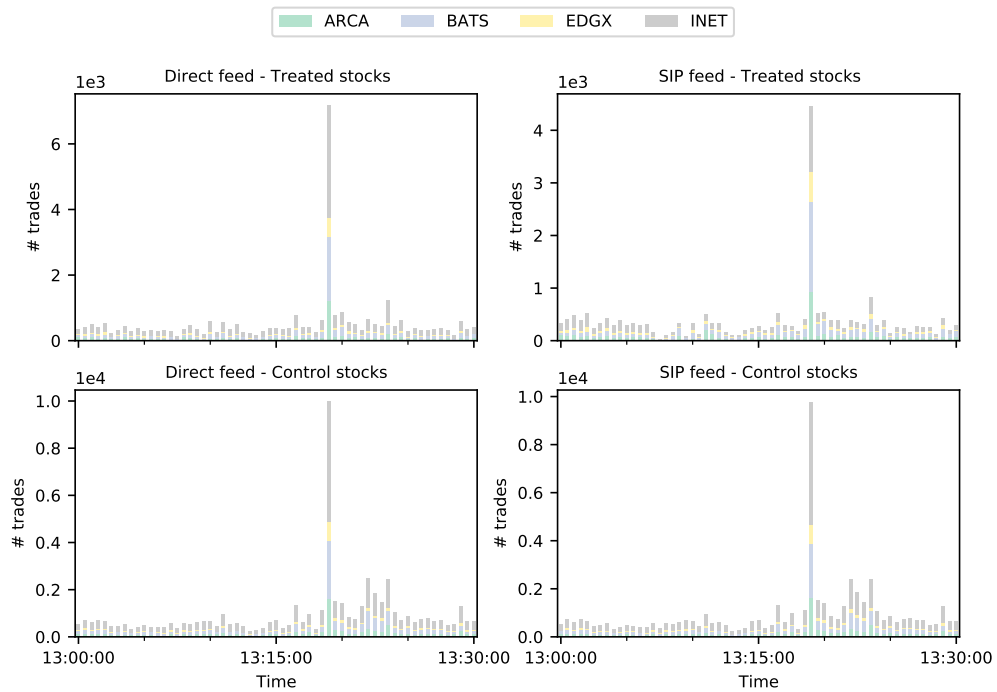 ARCA BATS EDGX INET
Direct feed - Treated stocks
1e3
6
4
2
0
# trades
SIP feed - Treated stocks
1e3
4
3
2
1
0
# trades
Direct feed - Control stocks
1e4
1.0
0.8
0.6
0.4
0.2
0.0
# trades
13:00:00 13:15:00 13:30:00
Time
SIP feed - Control stocks
1e4
1.0
0.8
0.6
0.4
0.2
0.0
# trades
13:00:00 13:15:00 13:30:00
Time